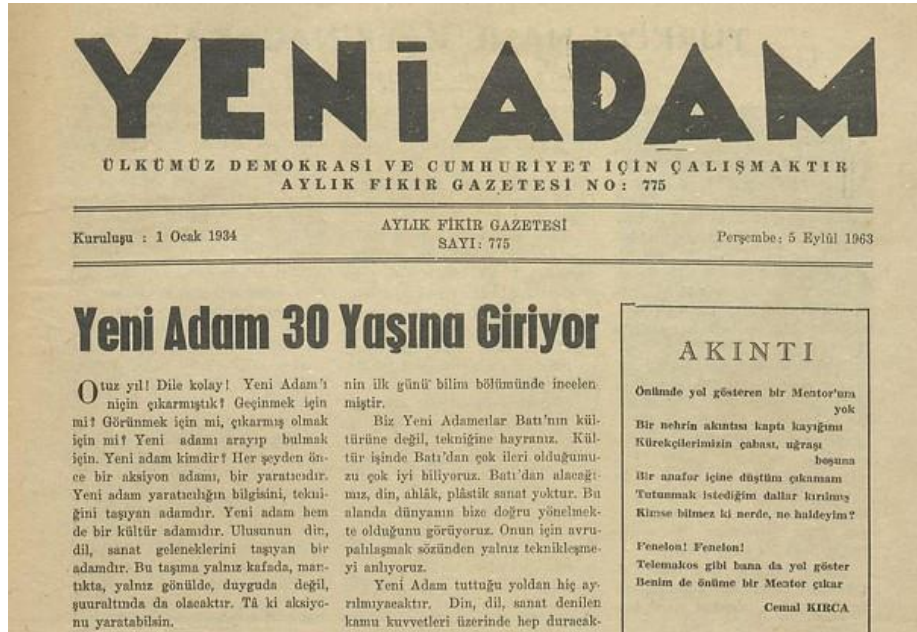 YENİ ADAM
ÜLKÜMÜZ DEMOKRASİ VE CUMHURİYET İÇİN ÇALIŞMAKTIR
AYLIK FİKİR GAZETESİ NO: 775
Kuruluşu : 1 Ocak 1934
AYLIK FİKİR GAZETESİ
SAYI: 775
Perşembe: 5 Eylûl 1963
Yeni Adam 30 Yaşına Giriyor
Otuz yıl! Dile kolay! Yeni Adam'ı
niçin çıkarmıştık? Geçinmek için
mi? Görünmek için mi, çıkarmış olmak
için mi? Yeni adamı arayıp bulmak
için. Yeni adam kimdir? Her şeyden ön-
ce bir aksiyon adamı, bir yaratıcıdır.
Yeni adam yaratıcılığın bilgisini, tekni-
ğini taşıyan adamdır. Yeni adam hem
de bir kültür adamıdır. Ulusunun din,
dil, sanat geleneklerini taşıyan bir
adamdır. Bu taşıma yalnız kafada, man-
tıkta, yalnız gönülde, duyguda değil,
şuuraltında da olacaktır. Tâ ki aksiyo-
nu yaratabilsin.
nin ilk günü bilim bölümünde incelen
miştir.
Biz Yeni Adamcılar Batı'nın kül-
türüne değil, tekniğine hayranız. Kül-
tür işinde Batı'dan çok ileri olduğumu-
zu çok iyi biliyoruz. Batı'dan alacağı-
mız, din, ahlâk, plâstik sanat yoktur. Bu
alanda dünyanın bize doğru yönelmek-
te olduğunu görüyoruz. Onun için avru-
palılaşmak sözünden yalnız teknikleşme-
yi anlıyoruz.
Yeni Adam tuttuğu yoldan hiç ay-
rılmıyacaktır. Din, dil, sanat denilen
kamu kuvvetleri üzerinde hep duracak-
AKINTI
Önümde yol gösteren bir Mentor'um
yok
Bir nehrin akıntısı kaptı kayığımı
Kürekçilerimizin çabası, uğraşı
boşuna
Bir anafor içine düştüm çıkamam
Tutunmak istediğim dallar kırılmış
Kimse bilmez ki nerde, ne haldeyim?
Fenelon! Fenelon!
Telemakos gibi bana da yol göster
Benim de önüme bir Mentor çıkar
Cemal KIRCA